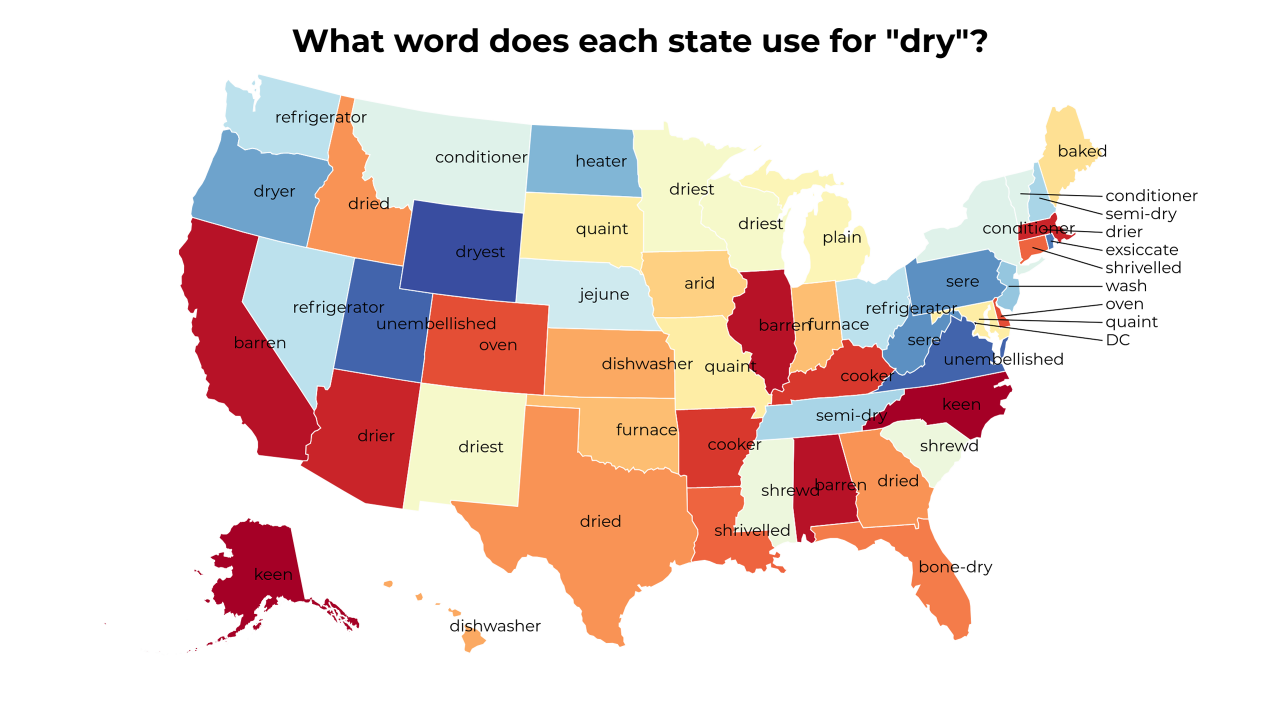 What word does each state use for "dry"?
refrigerator
conditioner
heater
driest
baked
dryer
dried
conditioner
semi-dry
quaint
driest
plain
conditioner
drier
dryest
exsiccate
shrivelled
arid
sere
wash
jejune
oven
refrigerator
refrigerator
quaint
unembellished
barren
furnace
DC
barren
oven
sere
unembellished
dishwasher
quaint
cooker
keen
semi-dry
drier
furnace
cooker
shrewd
driest
dried
shrewd
barren
dried
shrivelled
bone-dry
keen
dishwasher